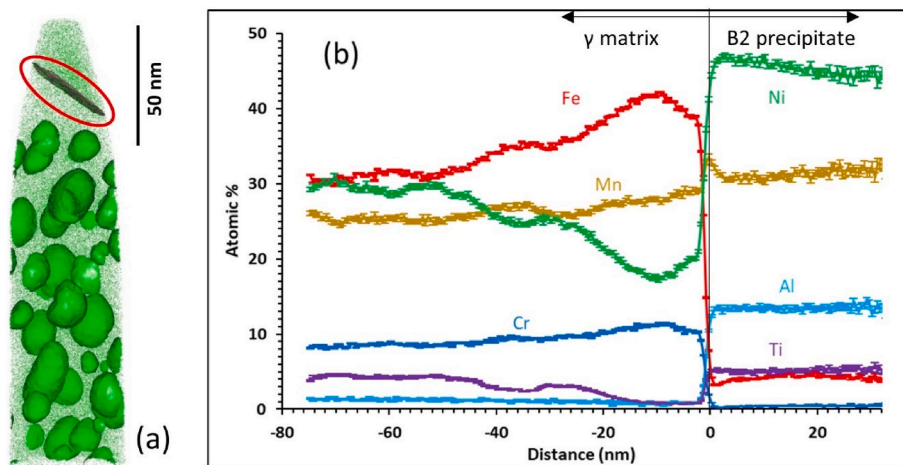 50 nm
(a)
γ matrix
B2 precipitate
(b)
Atomic %
50
40
30
20
10
0
Fe
Ni
Mn
Al
Cr
Ti
-80
-60
-40
-20
0
20
Distance (nm)